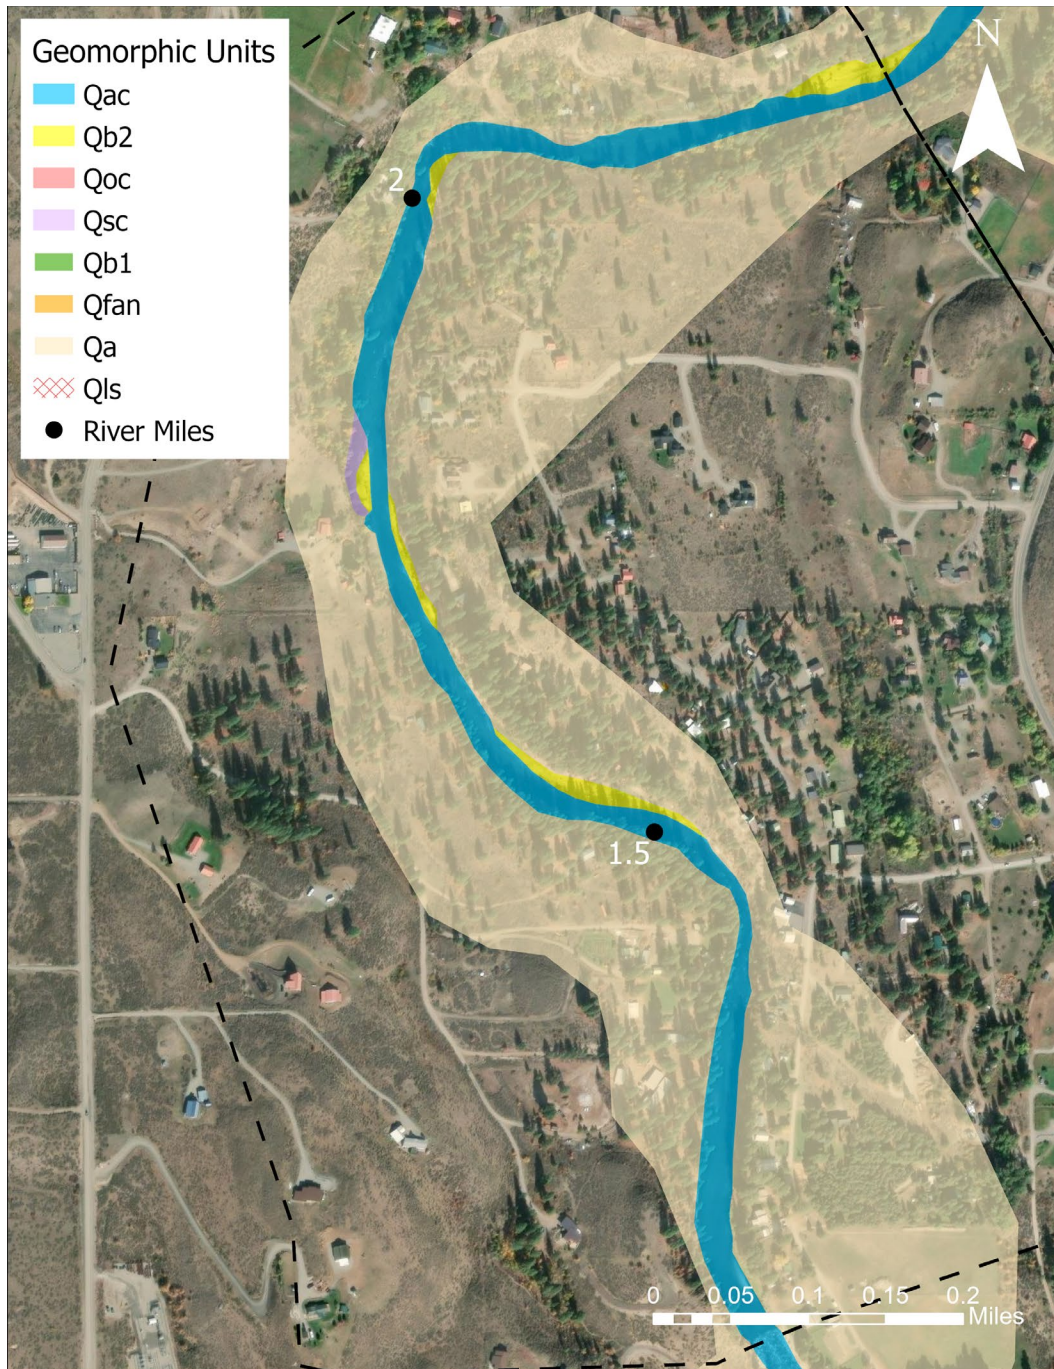 Geomorphic Units
Qac
Qb2
Qoc
Qsc
Qb1
Qfan
Qa
Qls
River Miles
N
2
1.5
0 0.05 0.1 0.15 0.2
Miles